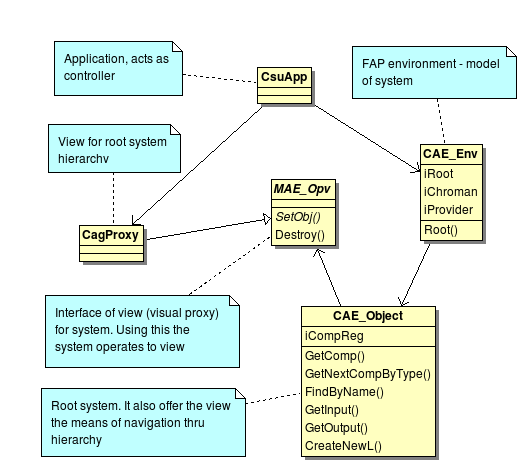 Application, acts as
controller
CsuApp
FAP environment - model
of system
View for root system
hierarchy
CAE_Env
iRoot
iChroman
iProvider
Root()
MAE_Opv
SetObj()
Destroy()
CagProxy
Interface of view (visual proxy)
for system. Using this the
system operates to view
CAE_Object
iCompReg
GetComp()
GetNextCompByType()
FindByName()
GetInput()
GetOutput()
CreateNewL()
Root system. It also offer the view
the means of navigation thru
hierarchy